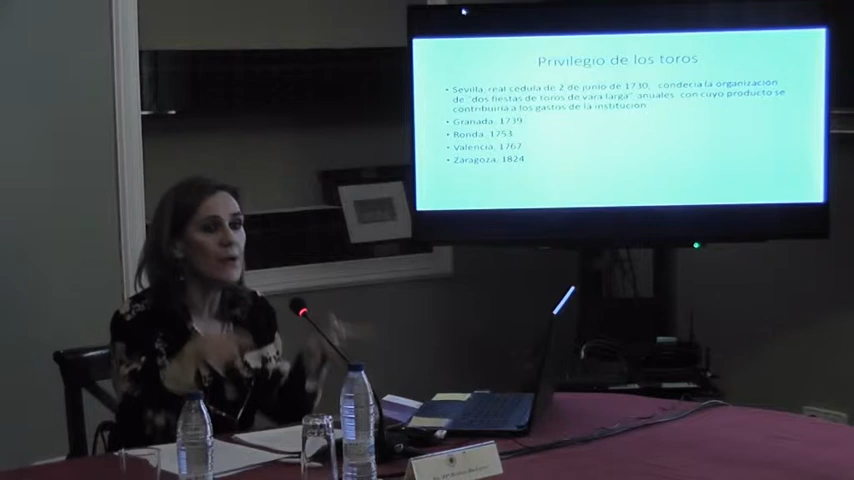 Privilegio de los toros
• Sevilla, real cédula de 2 de junio de 1730, conderia la organización
de "dos fiestas de toros de vara larga" anuales, con cuyo producto se
contribuiría a los gastos de la institución
• Granada, 1739
• Ronda, 1753
• Valencia, 1767
• Zaragoza, 1824